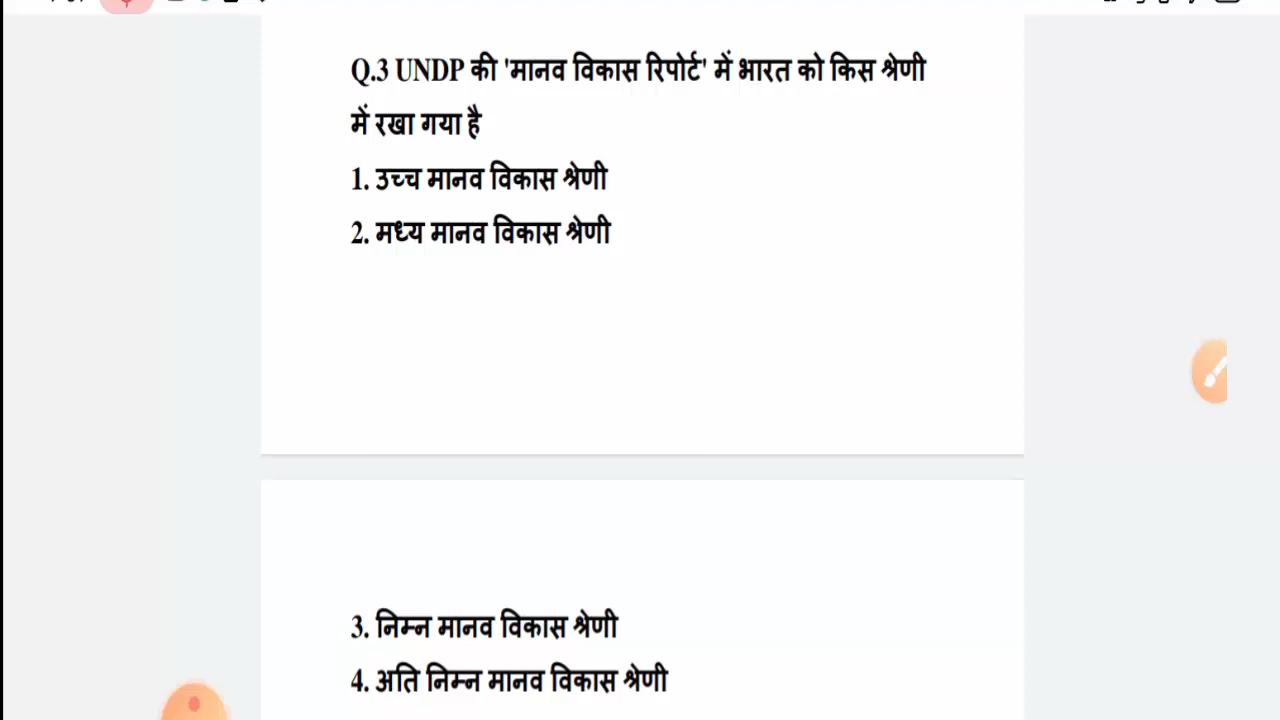 Q.3 UNDP की 'मानव विकास रिपोर्ट' में भारत को किस श्रेणी
में रखा गया है
1. उच्च मानव विकास श्रेणी
2. मध्य मानव विकास श्रेणी
3. निम्न मानव विकास श्रेणी
4. अति निम्न मानव विकास श्रेणी